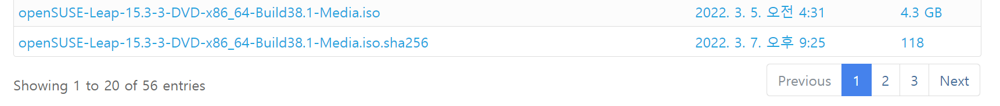 openSUSE-Leap-15.3-3-DVD-x86_64-Build38.1-Media.iso 2022. 3. 5. 오전 4:31 4.3 GB
openSUSE-Leap-15.3-3-DVD-x86_64-Build38.1-Media.iso.sha256 2022. 3. 7. 오후 9:25 118
Showing 1 to 20 of 56 entries Previous 1 2 3 Next